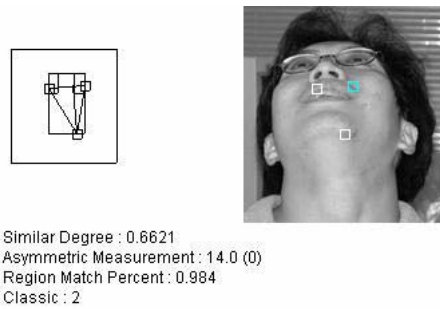 Similar Degree : 0.6621
Asymmetric Measurement : 14.0 (0)
Region Match Percent : 0.984
Classic : 2